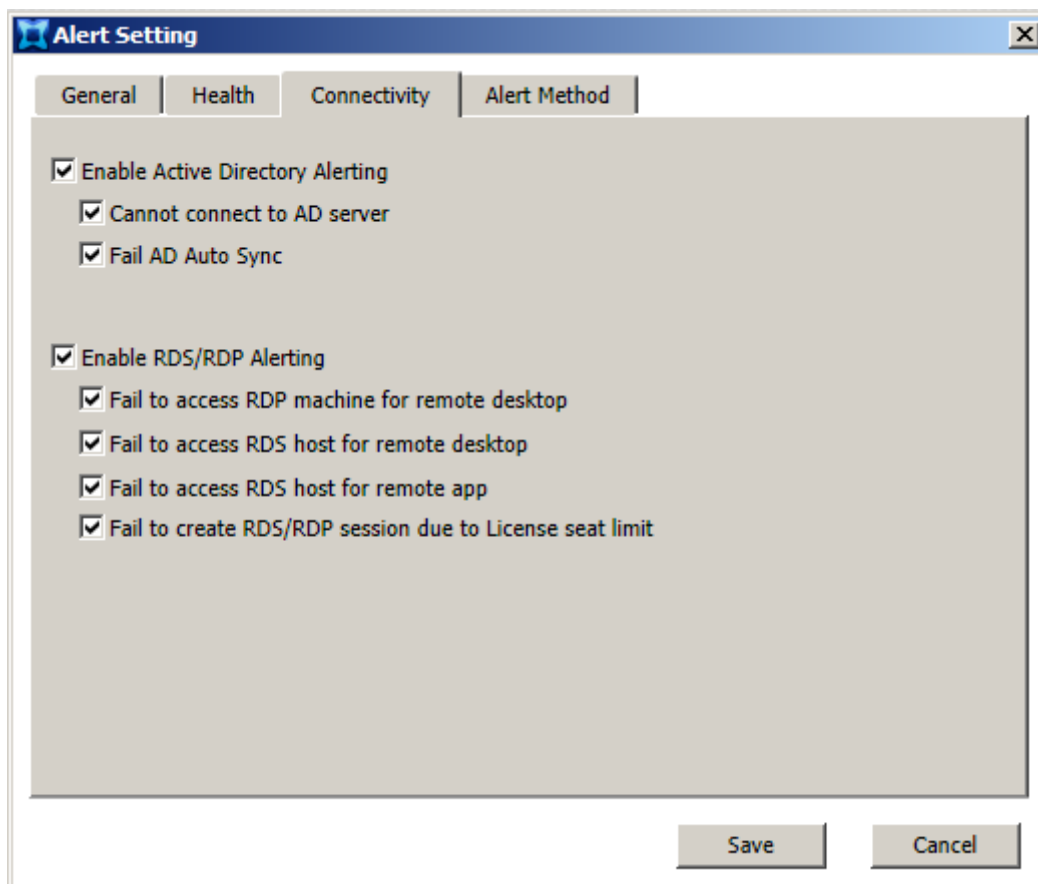 Alert Setting
General Health Connectivity Alert Method
Enable Active Directory Alerting
Cannot connect to AD server
Fail AD Auto Sync
Enable RDS/RDP Alerting
Fail to access RDP machine for remote desktop
Fail to access RDS host for remote desktop
Fail to access RDS host for remote app
Fail to create RDS/RDP session due to License seat limit
Save Cancel